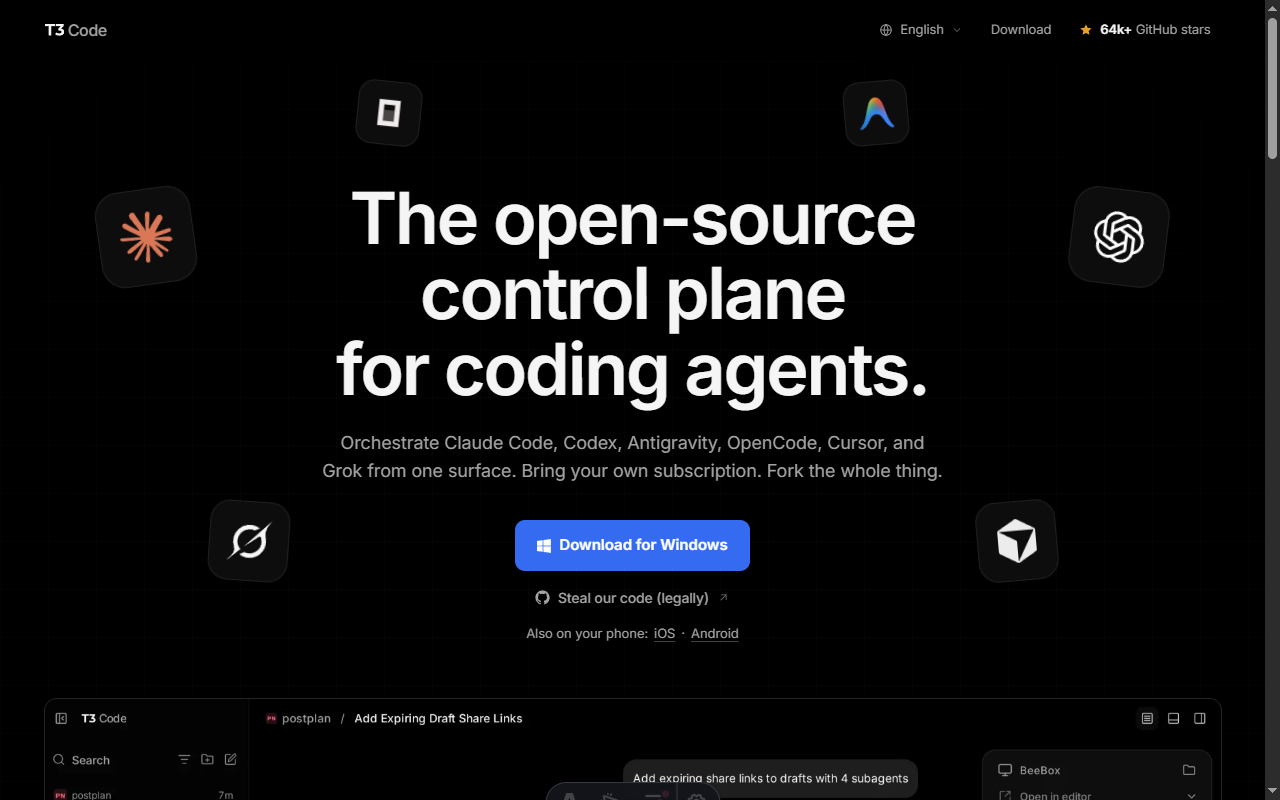 T3 Code
English
Download
64k+ GitHub stars
The open-source
control plane
for coding agents.
Orchestrate Claude Code, Codex, Antigravity, OpenCode, Cursor, and
Grok from one surface. Bring your own subscription. Fork the whole thing.
Download for Windows
Steal our code (legally)
Also on your phone: iOS · Android
T3 Code
PN postplan / Add Expiring Draft Share Links
Search
Add expiring share links to drafts with 4 subagents
BeeBox
PN postplan 7m
Open in editor